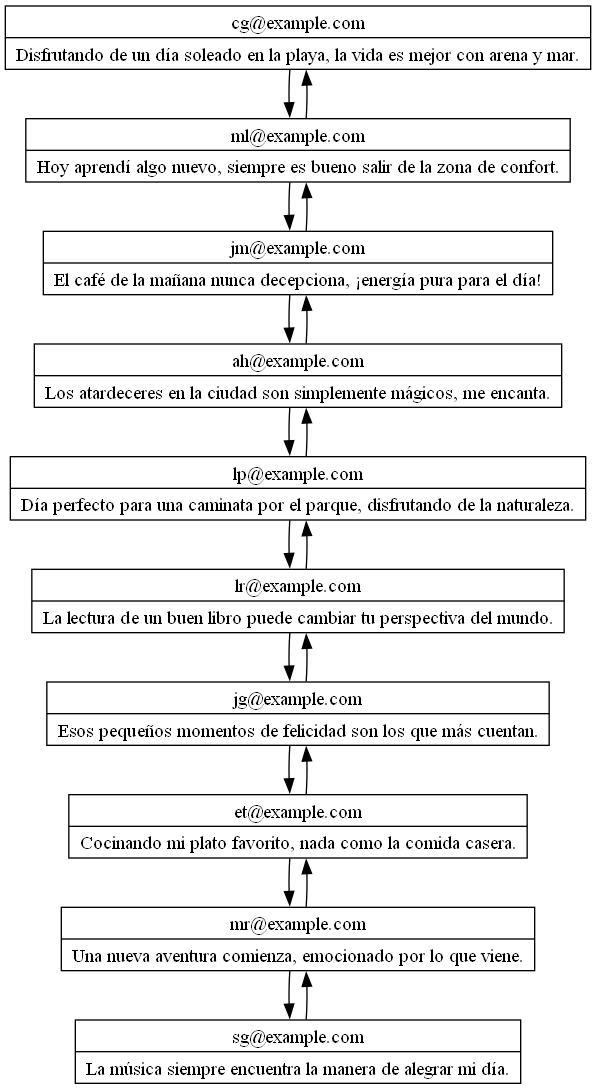 cg@example.com
Disfrutando de un día soleado en la playa, la vida es mejor con arena y mar.
ml@example.com
Hoy aprendí algo nuevo, siempre es bueno salir de la zona de confort.
jm@example.com
El café de la mañana nunca decepciona, ¡energía pura para el día!
ah@example.com
Los atardeceres en la ciudad son simplemente mágicos, me encanta.
lp@example.com
Día perfecto para una caminata por el parque, disfrutando de la naturaleza.
lr@example.com
La lectura de un buen libro puede cambiar tu perspectiva del mundo.
jg@example.com
Esos pequeños momentos de felicidad son los que más cuentan.
et@example.com
Cocinando mi plato favorito, nada como la comida casera.
mr@example.com
Una nueva aventura comienza, emocionado por lo que viene.
sg@example.com
La música siempre encuentra la manera de alegrar mi día.